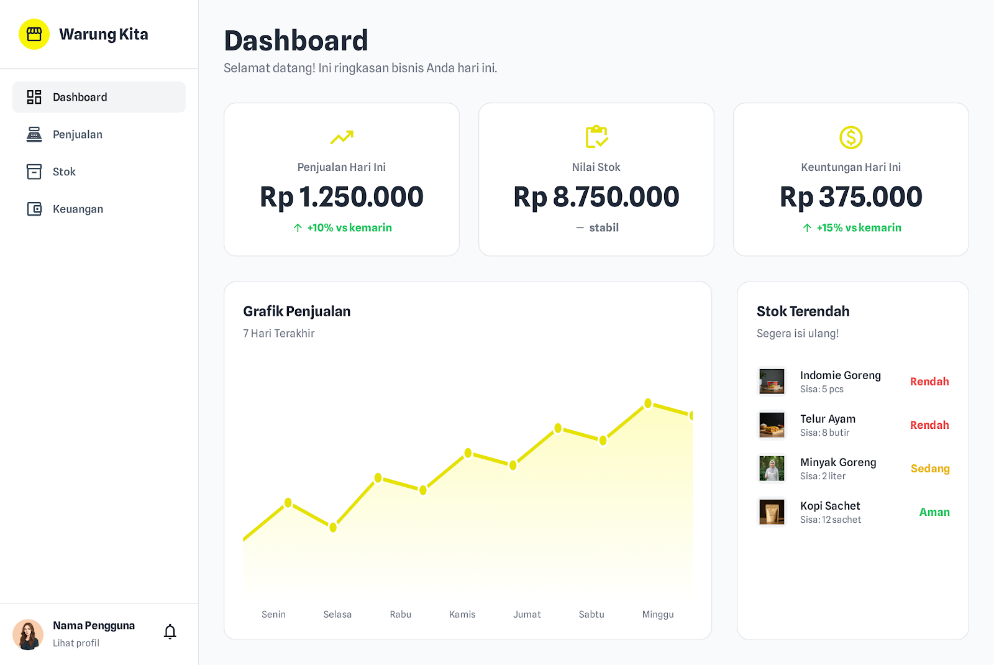 Warung Kita
Dashboard
Penjualan
Stok
Keuangan
Nama Pengguna
Lihat profil
Dashboard
Selamat datang! Ini ringkasan bisnis Anda hari ini.
Penjualan Hari Ini
Rp 1.250.000
↑ +10% vs kemarin
Nilai Stok
Rp 8.750.000
— stabil
Keuntungan Hari Ini
Rp 375.000
↑ +15% vs kemarin
Grafik Penjualan
7 Hari Terakhir
Senin Selasa Rabu Kamis Jumat Sabtu Minggu
Stok Terendah
Segera isi ulang!
Indomie Goreng
Sisa: 5 pcs
Rendah
Telur Ayam
Sisa: 8 butir
Rendah
Minyak Goreng
Sisa: 2 liter
Sedang
Kopi Sachet
Sisa: 12 sachet
Aman